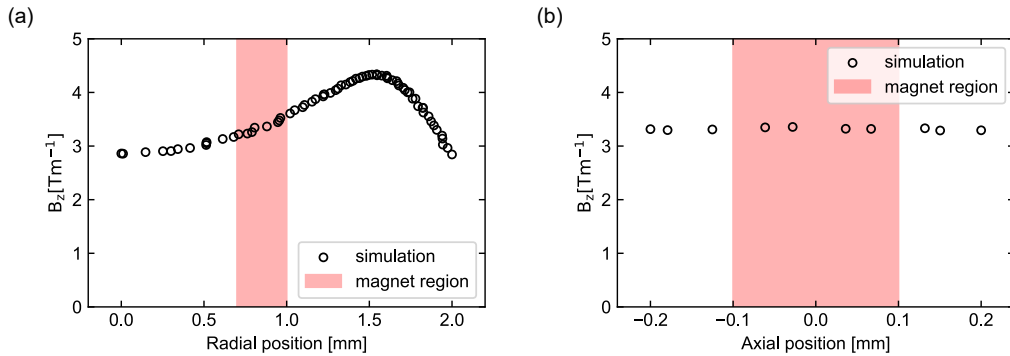 (a)
5
4
3
2
1
0
B_z[Tm⁻¹]
simulation
magnet region
0.0 0.5 1.0 1.5 2.0
Radial position [mm]
(b)
5
4
3
2
1
0
B_z[Tm⁻¹]
simulation
magnet region
−0.2 −0.1 0.0 0.1 0.2
Axial position [mm]